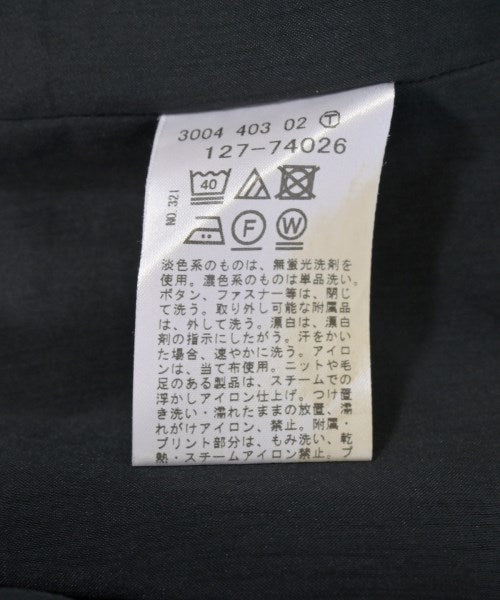 3004 403 02 Ⓣ
127-74026
40
NO.321
F W
淡色系のものは、無蛍光洗剤を
使用。濃色系のものは単品洗い。
ボタン、ファスナー等は、閉じ
て洗う。取り外し可能な附属品
は、外して洗う。漂白は、漂白
剤の指示にしたがう。汗をかい
た場合、速やかに洗う。アイロ
ンは、当て布使用。ニットや毛
足のある製品は、スチームでの
浮かしアイロン仕上げ。つけ置
き洗い・濡れたままの放置、濡
れがけアイロン、禁止。附属・
プリント部分は、もみ洗い、乾
熱・スチームアイロン禁止。プ